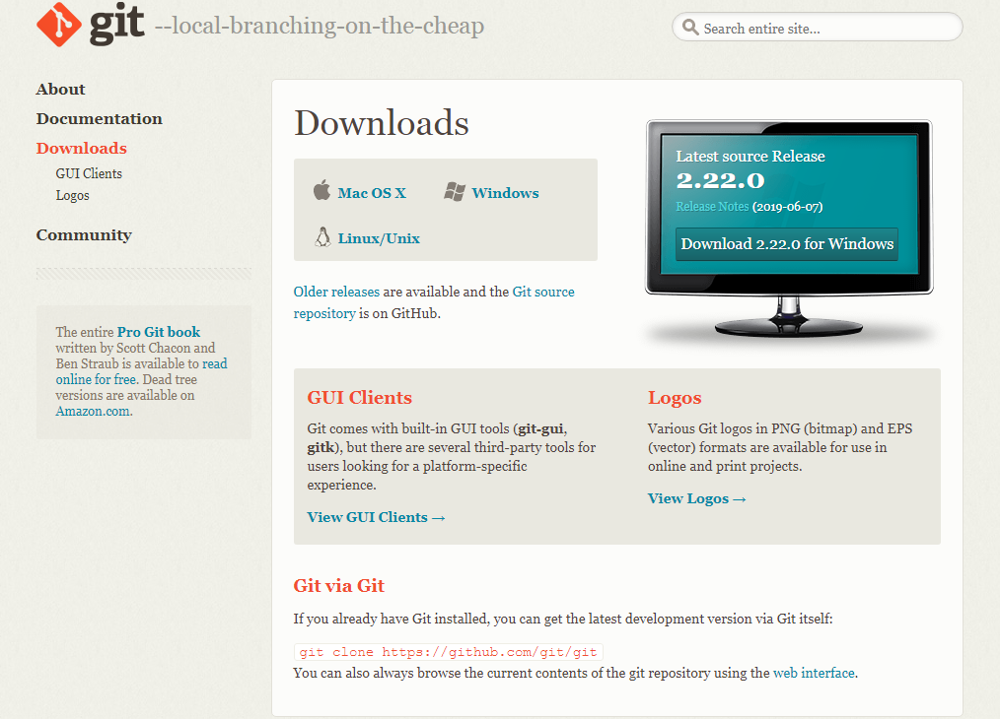 git --local-branching-on-the-cheap
Search entire site...
About
Documentation
Downloads
GUI Clients
Logos
Community
The entire Pro Git book
written by Scott Chacon and
Ben Straub is available to read
online for free. Dead tree
versions are available on
Amazon.com.
Downloads
Mac OS X
Windows
Linux/Unix
Older releases are available and the Git source
repository is on GitHub.
Latest source Release
2.22.0
Release Notes (2019-06-07)
Download 2.22.0 for Windows
GUI Clients
Git comes with built-in GUI tools (git-gui,
gitk), but there are several third-party tools for
users looking for a platform-specific
experience.
View GUI Clients →
Logos
Various Git logos in PNG (bitmap) and EPS
(vector) formats are available for use in
online and print projects.
View Logos →
Git via Git
If you already have Git installed, you can get the latest development version via Git itself:
git clone https://github.com/git/git
You can also always browse the current contents of the git repository using the web interface.